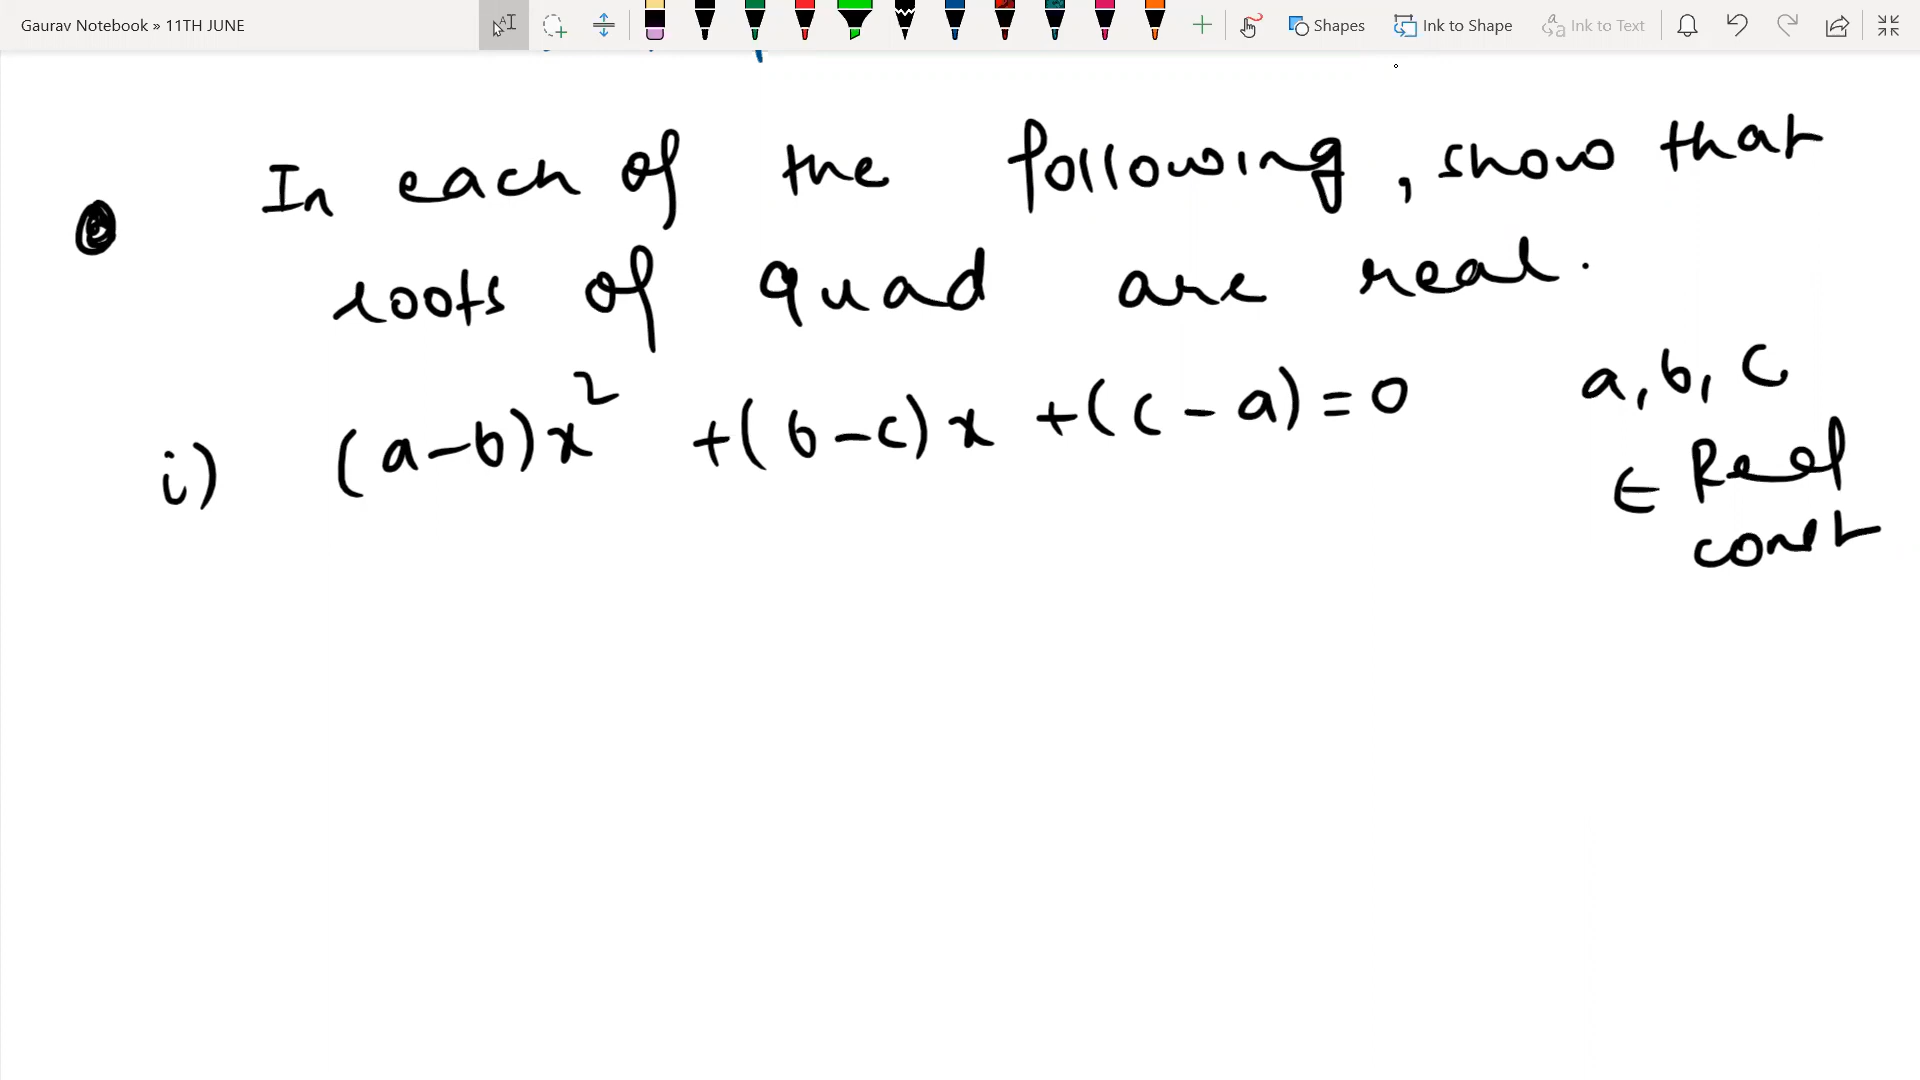 Gaurav Notebook » 11TH JUNE
Shapes
Ink to Shape
Ink to Text
In each of the following, show that
roots of quad are real.
i) (a-b)x² +(b-c)x +(c-a)=0
a, b, c
∈ Real
const